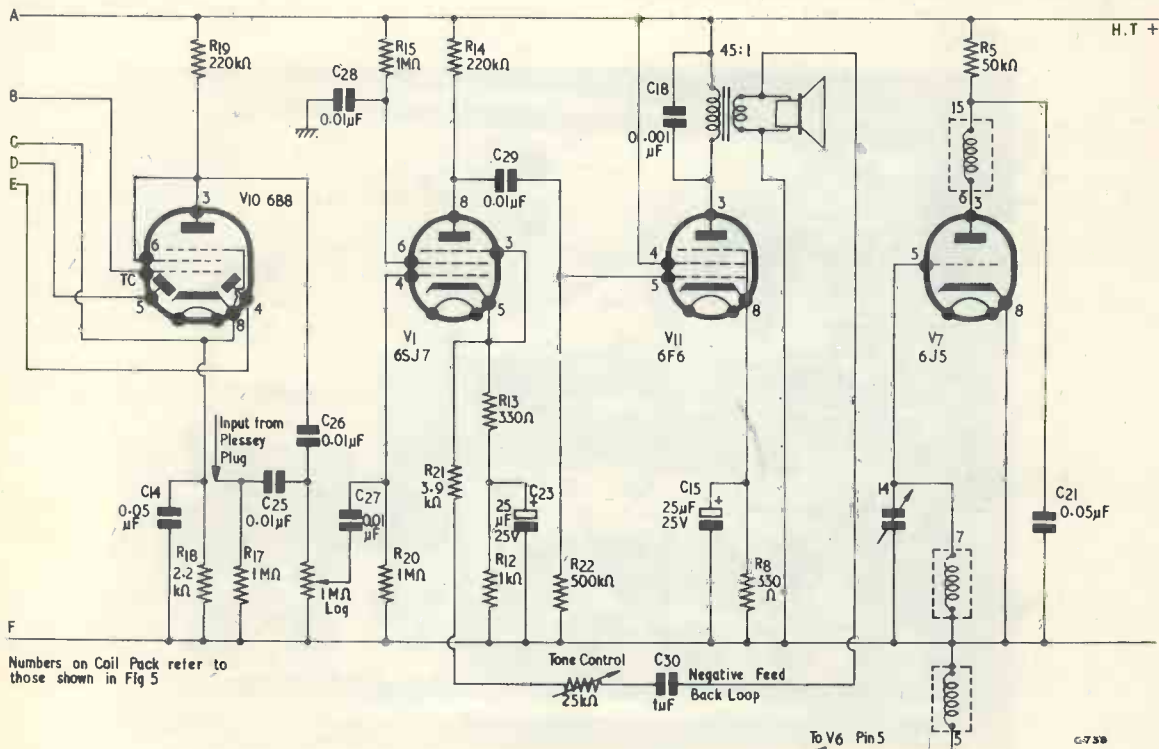 A
H.T +
R19
220kΩ
R15
1MΩ
R14
220kΩ
45:1
R5
50kΩ
B
C28
0.01µF
C18
0.001
µF
15
C
D
E
C29
0.01µF
3
V10 6B8
6
TC
5
4
8
8
6
4
3
5
V1
6SJ7
3
4
5
8
V11
6F6
6
3
5
8
V7
6J5
Input from
Plessey
Plug
C26
0.01µF
R13
330Ω
C14
0.05
µF
C25
0.01µF
C27
0.01
µF
R21
3.9
kΩ
C23
25
µF
25V
C15
25µF
25V
14
C21
0.05µF
7
R18
2.2
kΩ
R17
1MΩ
1MΩ
Log
R20
1MΩ
R12
1kΩ
R22
500kΩ
R8
330
Ω
F
Numbers on Coil Pack refer to
those shown in Fig 5
Tone Control
25kΩ
C30
1µF
Negative Feed
Back Loop
5
To V6 Pin 5
G738